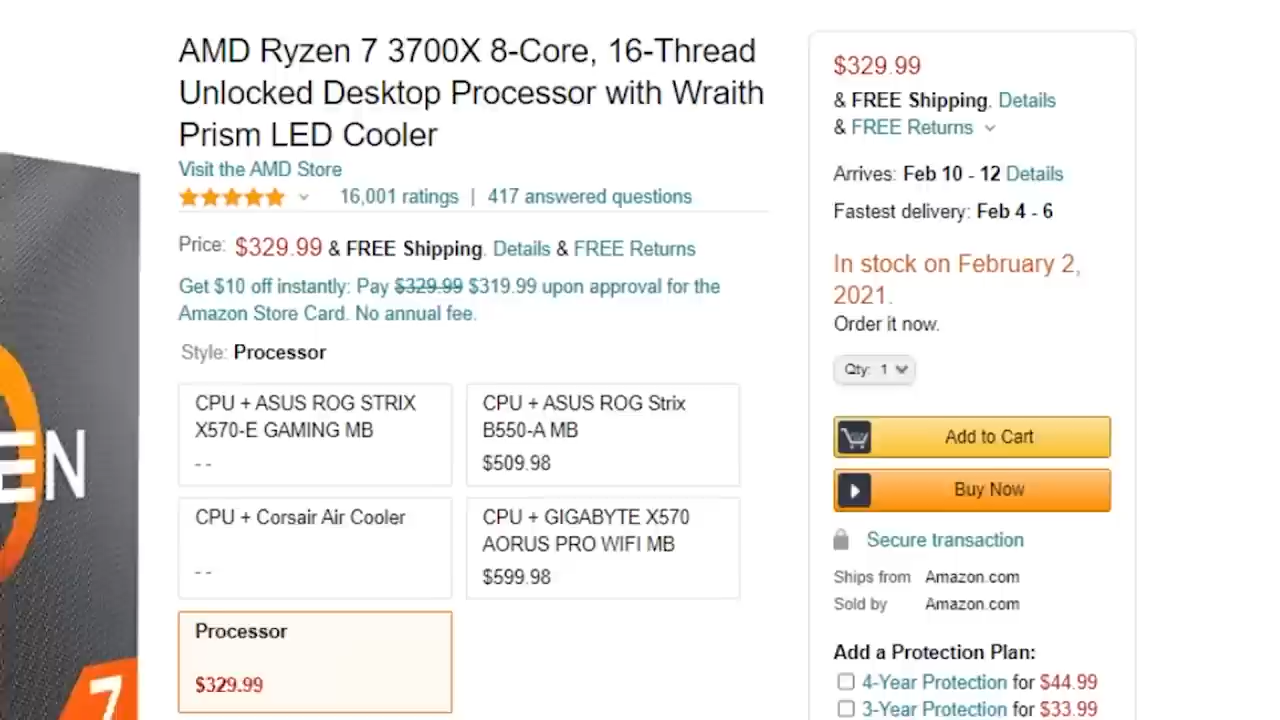 AMD Ryzen 7 3700X 8-Core, 16-Thread
Unlocked Desktop Processor with Wraith
Prism LED Cooler
Visit the AMD Store
16,001 ratings | 417 answered questions
Price: $329.99 & FREE Shipping. Details & FREE Returns
Get $10 off instantly: Pay $329.99 $319.99 upon approval for the
Amazon Store Card. No annual fee.
Style: Processor
CPU + ASUS ROG STRIX
X570-E GAMING MB
- -
CPU + ASUS ROG Strix
B550-A MB
$509.98
CPU + Corsair Air Cooler
- -
CPU + GIGABYTE X570
AORUS PRO WIFI MB
$599.98
Processor
$329.99
$329.99
& FREE Shipping. Details
& FREE Returns
Arrives: Feb 10 - 12 Details
Fastest delivery: Feb 4 - 6
In stock on February 2,
2021.
Order it now.
Qty: 1
Add to Cart
Buy Now
Secure transaction
Ships from Amazon.com
Sold by Amazon.com
Add a Protection Plan:
4-Year Protection for $44.99
3-Year Protection for $33.99
EN
7